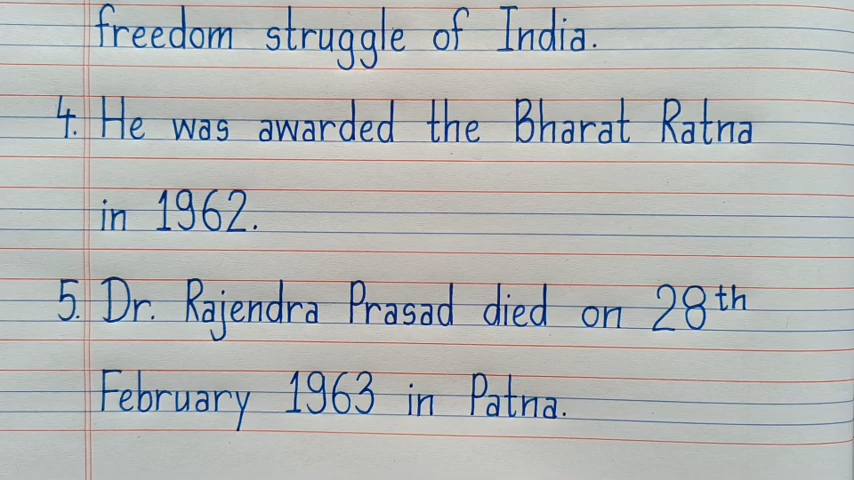 freedom struggle of India.
4. He was awarded the Bharat Ratna
in 1962.
5. Dr. Rajendra Prasad died on 28th
February 1963 in Patna.